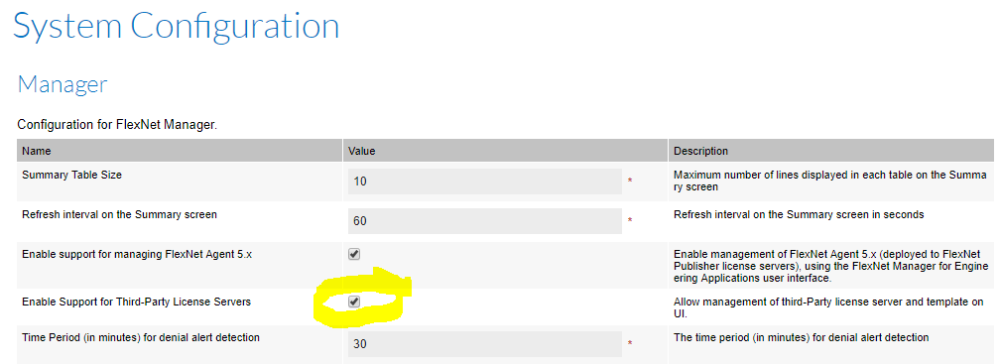 System Configuration
Manager
Configuration for FlexNet Manager.
Name Value Description
Summary Table Size 10 * Maximum number of lines displayed in each table on the Summa
ry screen
Refresh interval on the Summary screen 60 * Refresh interval on the Summary screen in seconds
Enable support for managing FlexNet Agent 5.x Enable management of FlexNet Agent 5.x (deployed to FlexNet
Publisher license servers), using the FlexNet Manager for Engine
ering Applications user interface.
Enable Support for Third-Party License Servers Allow management of third-Party license server and template on
UI.
Time Period (in minutes) for denial alert detection 30 * The time period (in minutes) for denial alert detection